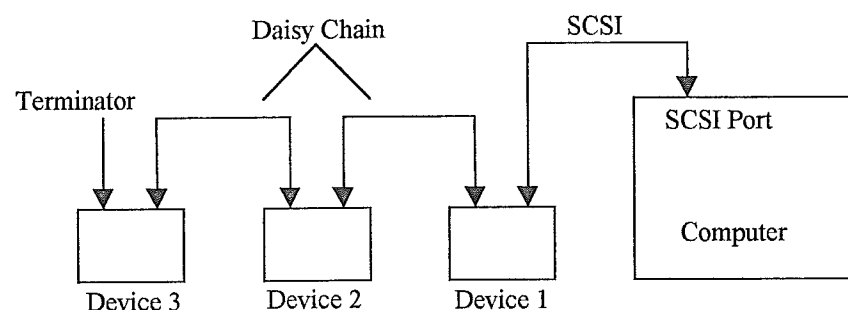 Daisy Chain
SCSI
Terminator
SCSI Port
Computer
Device 3
Device 2
Device 1